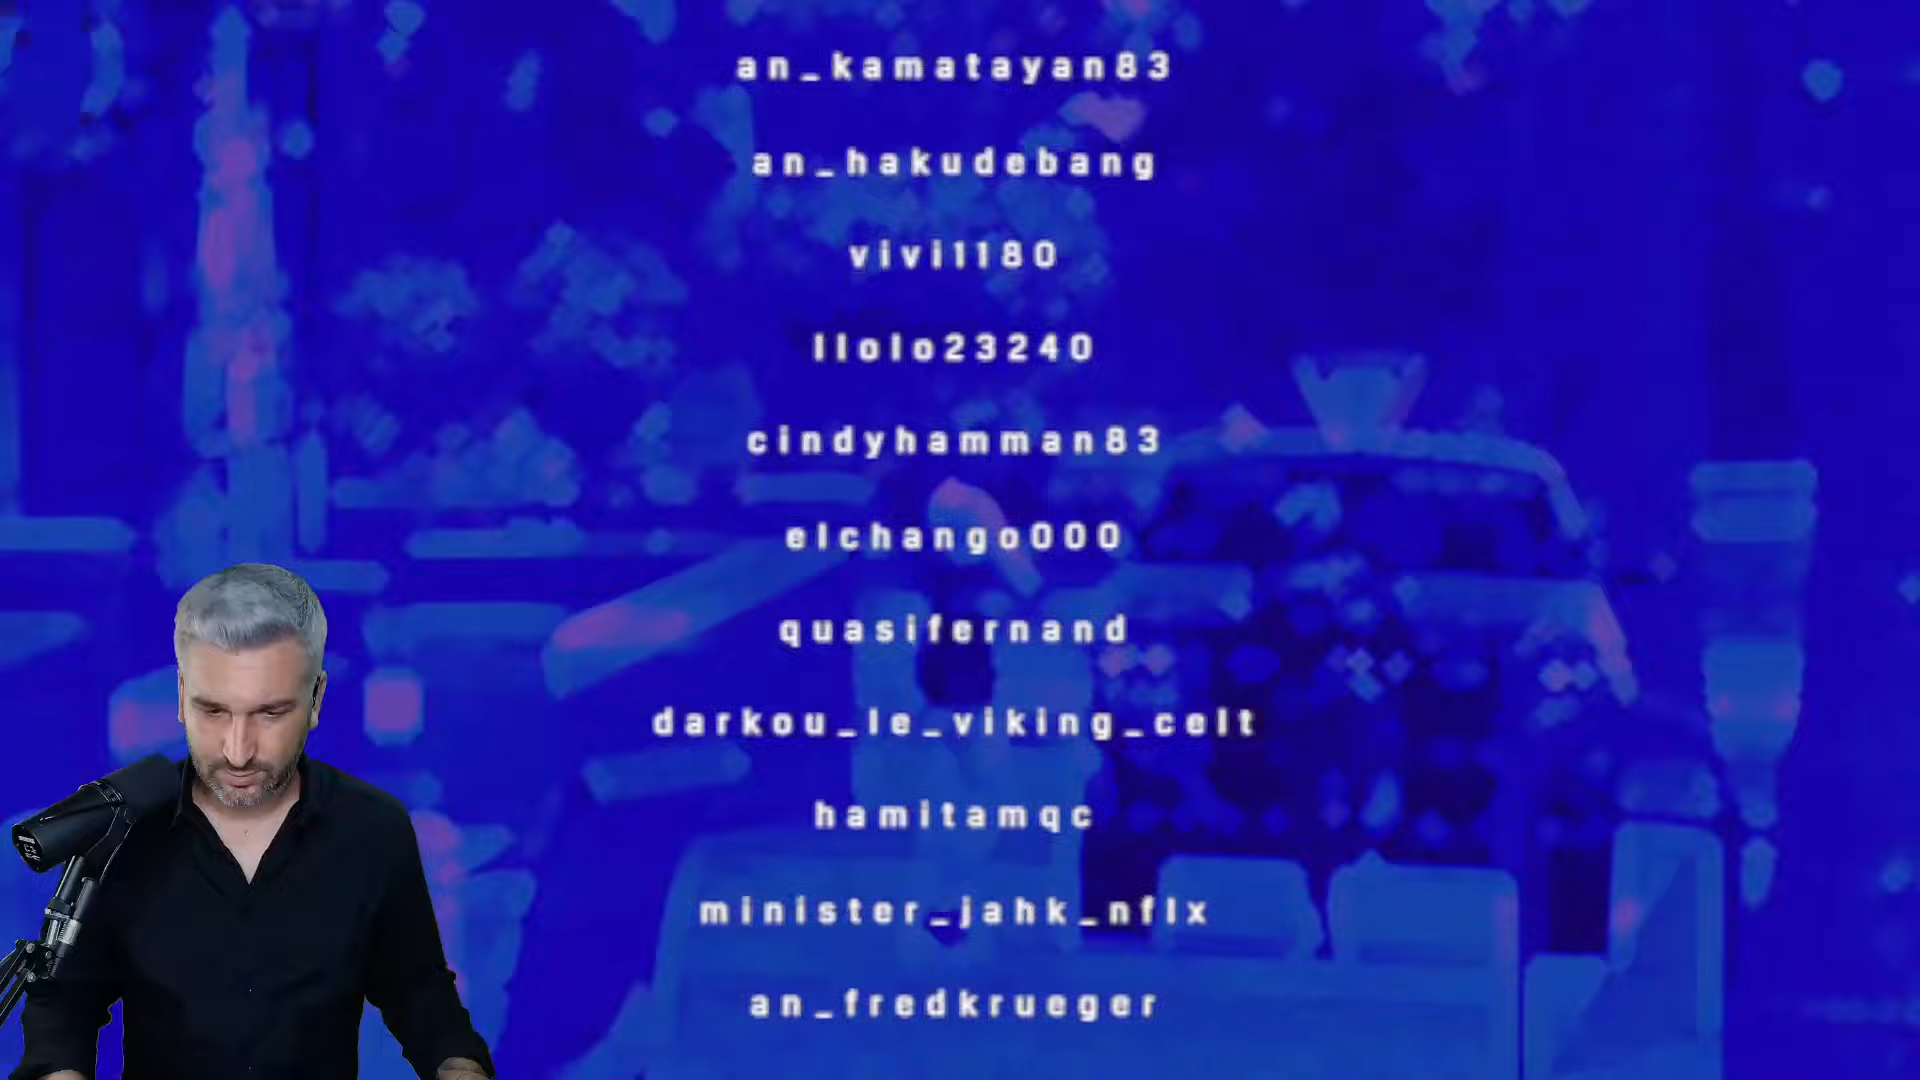 an_kamatayan83
an_hakudebang
vivi1180
llolo23240
cindyhamman83
elchango000
quasifernand
darkou_le_viking_celt
hamitamqc
minister_jahk_nflx
an_fredkrueger